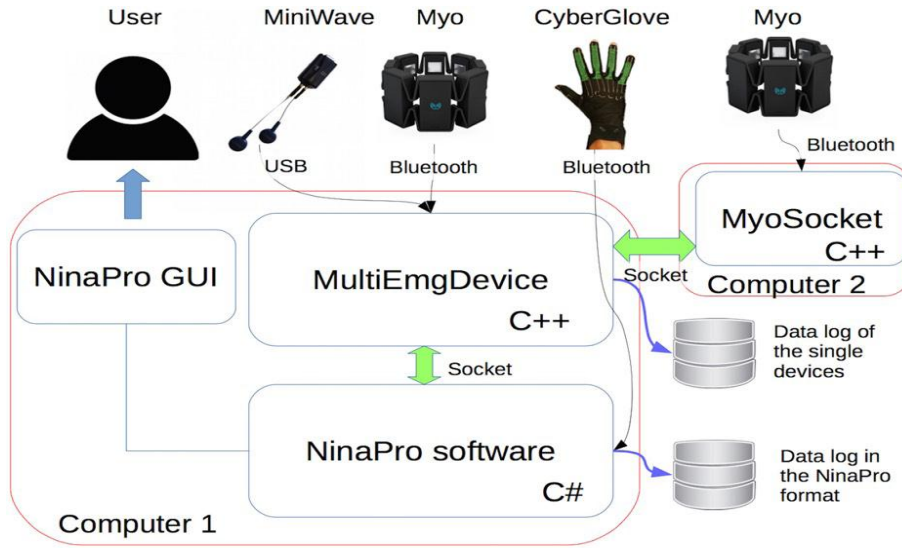 User
MiniWave
Myo
CyberGlove
Myo
USB
Bluetooth
Bluetooth
Bluetooth
NinaPro GUI
MultiEmgDevice
C++
Socket
MyoSocket
C++
Computer 2
Socket
NinaPro software
C#
Computer 1
Data log of
the single
devices
Data log in
the NinaPro
format